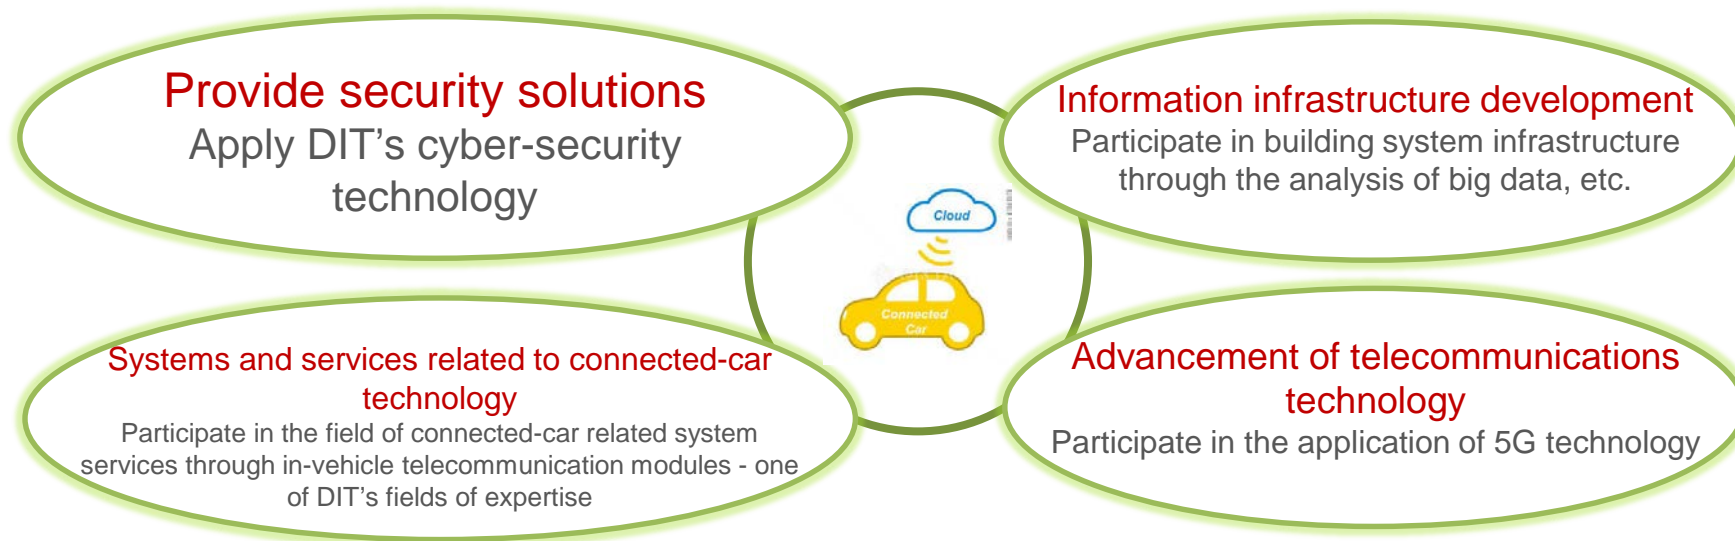 Provide security solutions
Apply DIT’s cyber-security
technology
Information infrastructure development
Participate in building system infrastructure
through the analysis of big data, etc.
Cloud
Connected
Car
Systems and services related to connected-car
technology
Participate in the field of connected-car related system
services through in-vehicle telecommunication modules - one
of DIT’s fields of expertise
Advancement of telecommunications
technology
Participate in the application of 5G technology